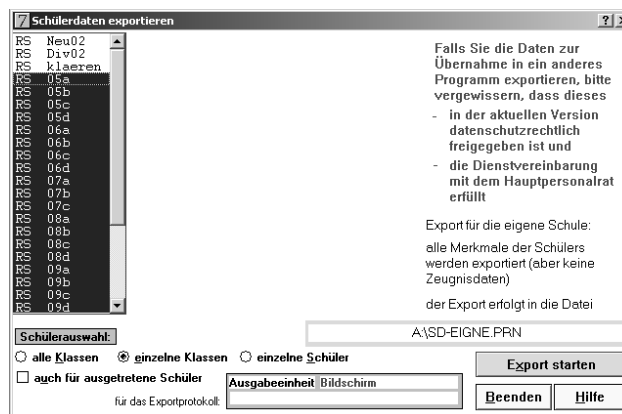 Schülerdaten exportieren
RS Neu02
RS Div02
RS klaeren
RS 05a
RS 05b
RS 05c
RS 05d
RS 06a
RS 06b
RS 06c
RS 06d
RS 07a
RS 07b
RS 07c
RS 08a
RS 08b
RS 08c
RS 08d
RS 09a
RS 09b
RS 09c
RS 09d
Falls Sie die Daten zur
Übernahme in ein anderes
Programm exportieren, bitte
vergewissern, dass dieses
- in der aktuellen Version
datenschutzrechtlich
freigegeben ist und
- die Dienstvereinbarung
mit dem Hauptpersonalrat
erfüllt
Export für die eigene Schule:
alle Merkmale der Schülers
werden exportiert (aber keine
Zeugnisdaten)
der Export erfolgt in die Datei
A:\SD-EIGNE.PRN
Schülerauswahl:
alle Klassen einzelne Klassen einzelne Schüler
auch für ausgetretene Schüler
Ausgabeeinheit Bildschirm
für das Exportprotokoll:
Export starten
Beenden Hilfe